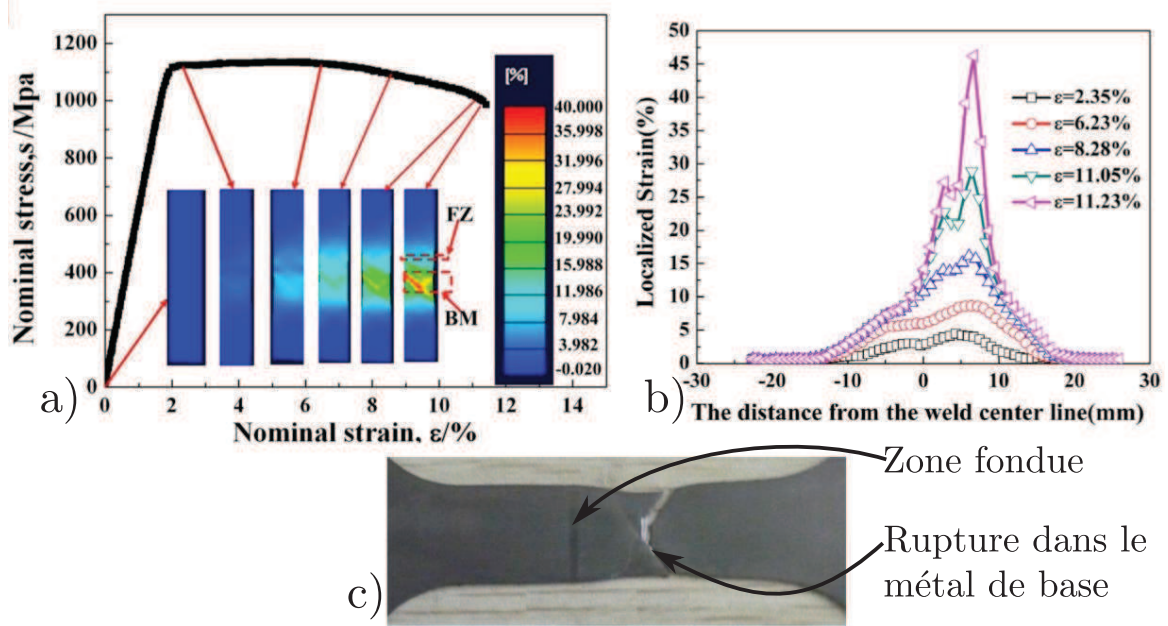 1200
1000
800
600
400
200
0
Nominal stress,s/Mpa
0 2 4 6 8 10 12 14
Nominal strain, ε/%
a)
FZ
BM
[%]
40.000
35.998
31.996
27.994
23.992
19.990
15.988
11.986
7.984
3.982
-0.020
50
45
40
35
30
25
20
15
10
5
0
Localized Strain(%)
ε=2.35%
ε=6.23%
ε=8.28%
ε=11.05%
ε=11.23%
-30 -20 -10 0 10 20 30
The distance from the weld center line(mm)
b)
Zone fondue
Rupture dans le
métal de base
c)